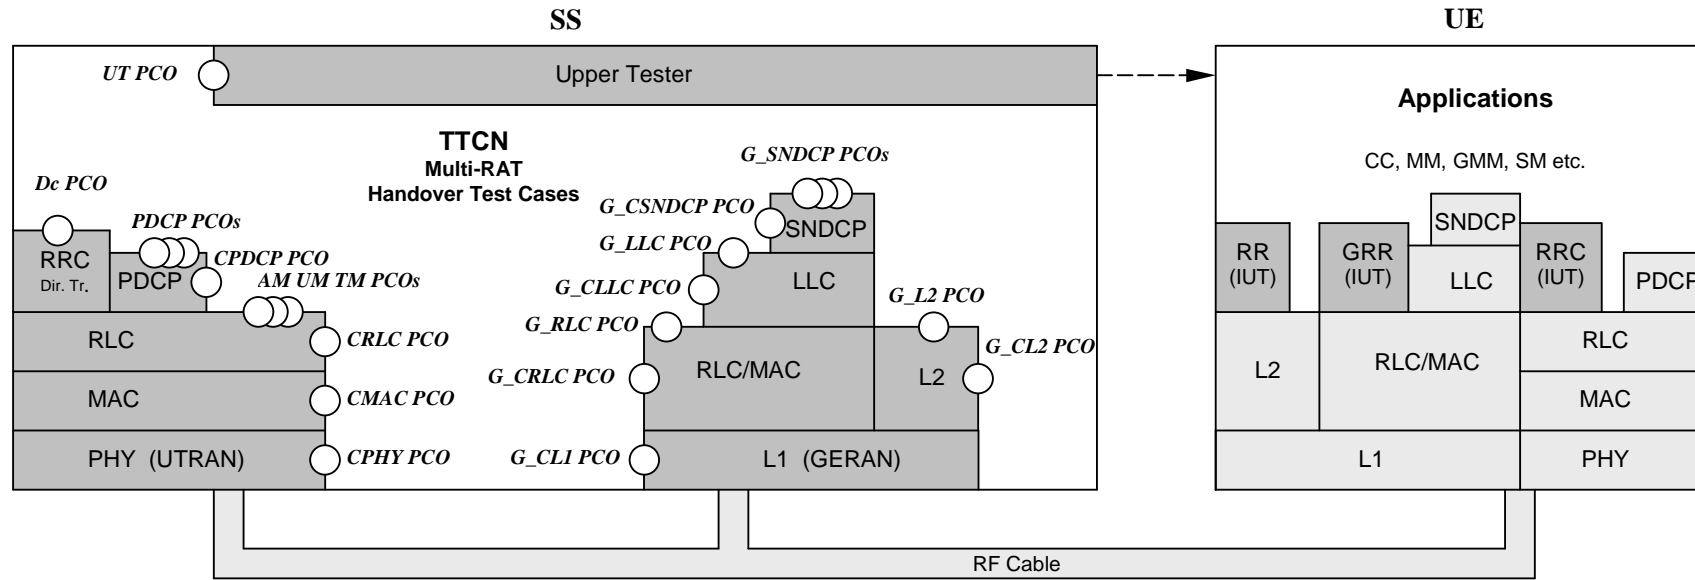 SS
UE
UT PCO
Upper Tester
Applications
TTCN
Multi-RAT
Handover Test Cases
G_SNDCP PCOs
CC, MM, GMM, SM etc.
Dc PCO
PDCP PCOs
G_CSNDCP PCO
SNDCP
SNDCP
G_LLC PCO
RRC
Dir. Tr.
PDCP
CPDCP PCO
AM UM TM PCOs
G_CLLC PCO
LLC
G_L2 PCO
RR
(IUT)
GRR
(IUT)
LLC
RRC
(IUT)
PDCP
G_RLC PCO
RLC
CRLC PCO
G_CL2 PCO
RLC
G_CRLC PCO
RLC/MAC
L2
L2
RLC/MAC
MAC
CMAC PCO
MAC
PHY (UTRAN)
CPHY PCO
G_CL1 PCO
L1 (GERAN)
L1
PHY
RF Cable